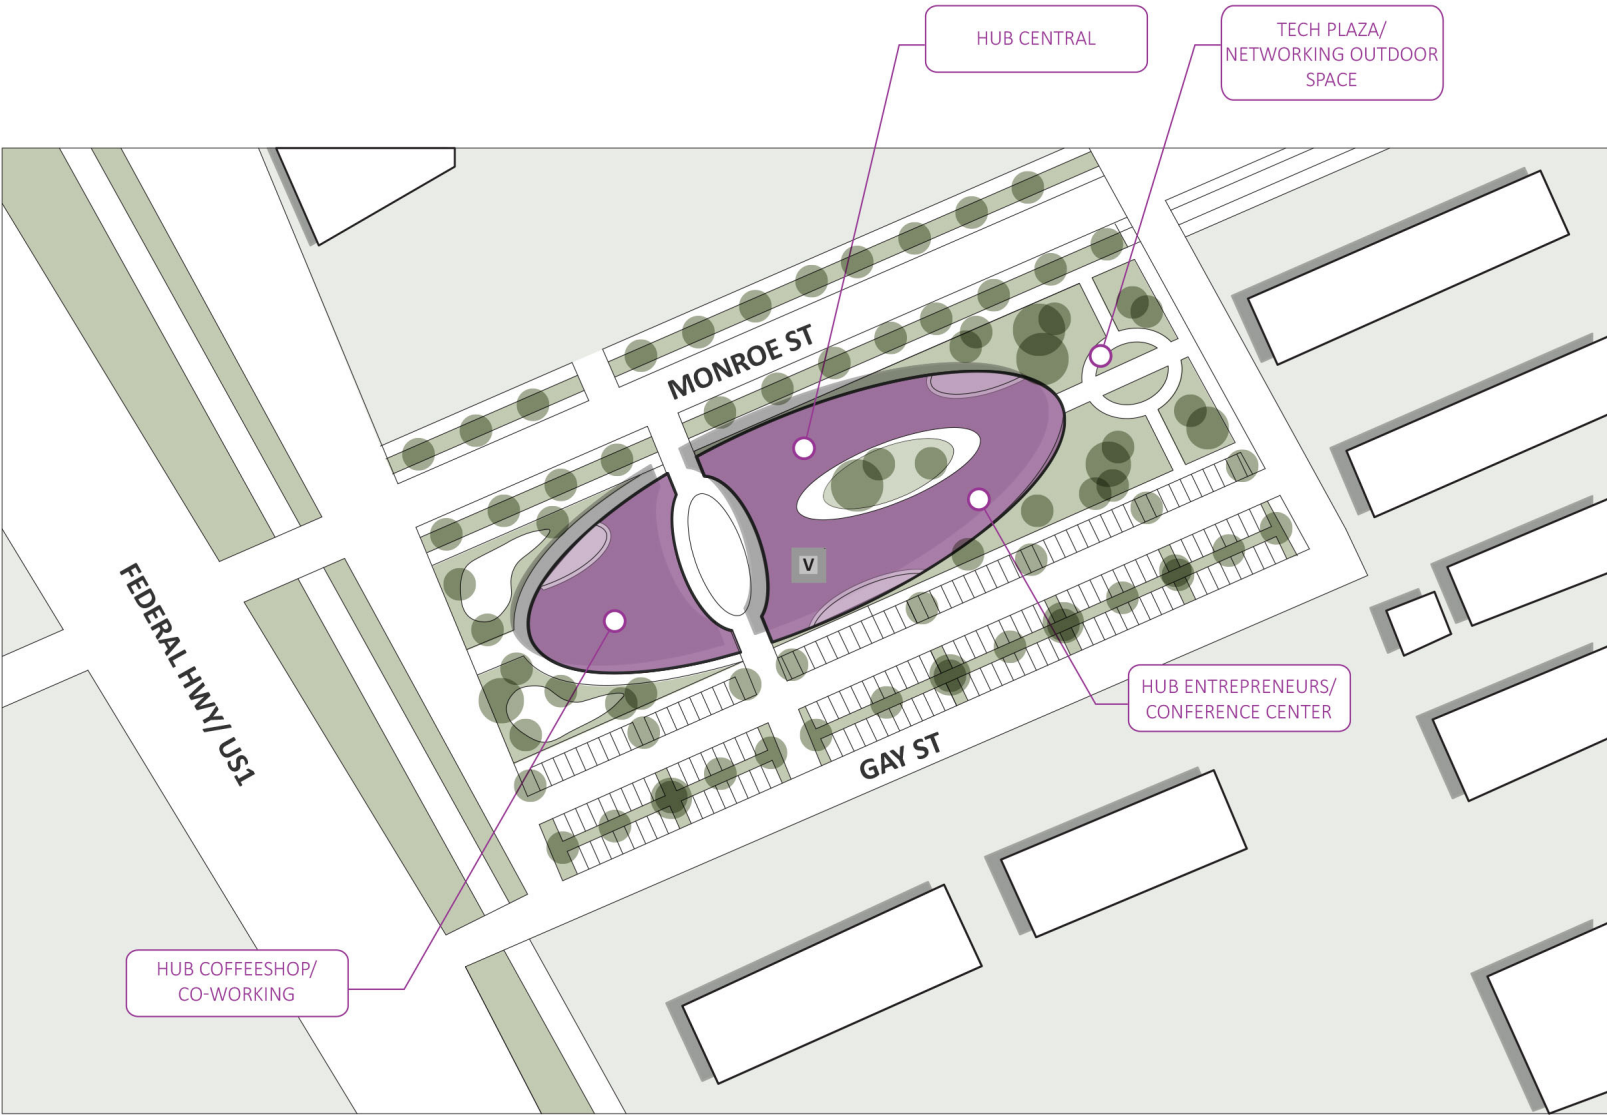 HUB CENTRAL
TECH PLAZA/
NETWORKING OUTDOOR
SPACE
MONROE ST
V
FEDERAL HWY/ US1
HUB ENTREPRENEURS/
CONFERENCE CENTER
GAY ST
HUB COFFEESHOP/
CO-WORKING